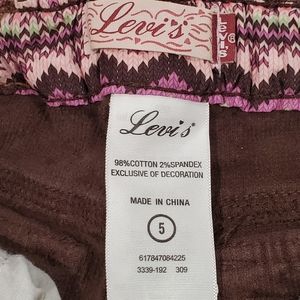 Levi's
LEVI'S
Levi's
98%COTTON 2%SPANDEX
EXCLUSIVE OF DECORATION
MADE IN CHINA
5
617847084225
3339-192 309